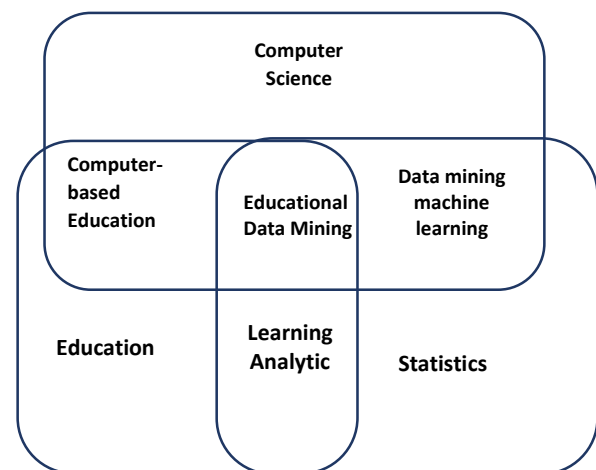 Computer
Science
Computer-
based
Education
Educational
Data Mining
Data mining
machine
learning
Education
Learning
Analytic
Statistics